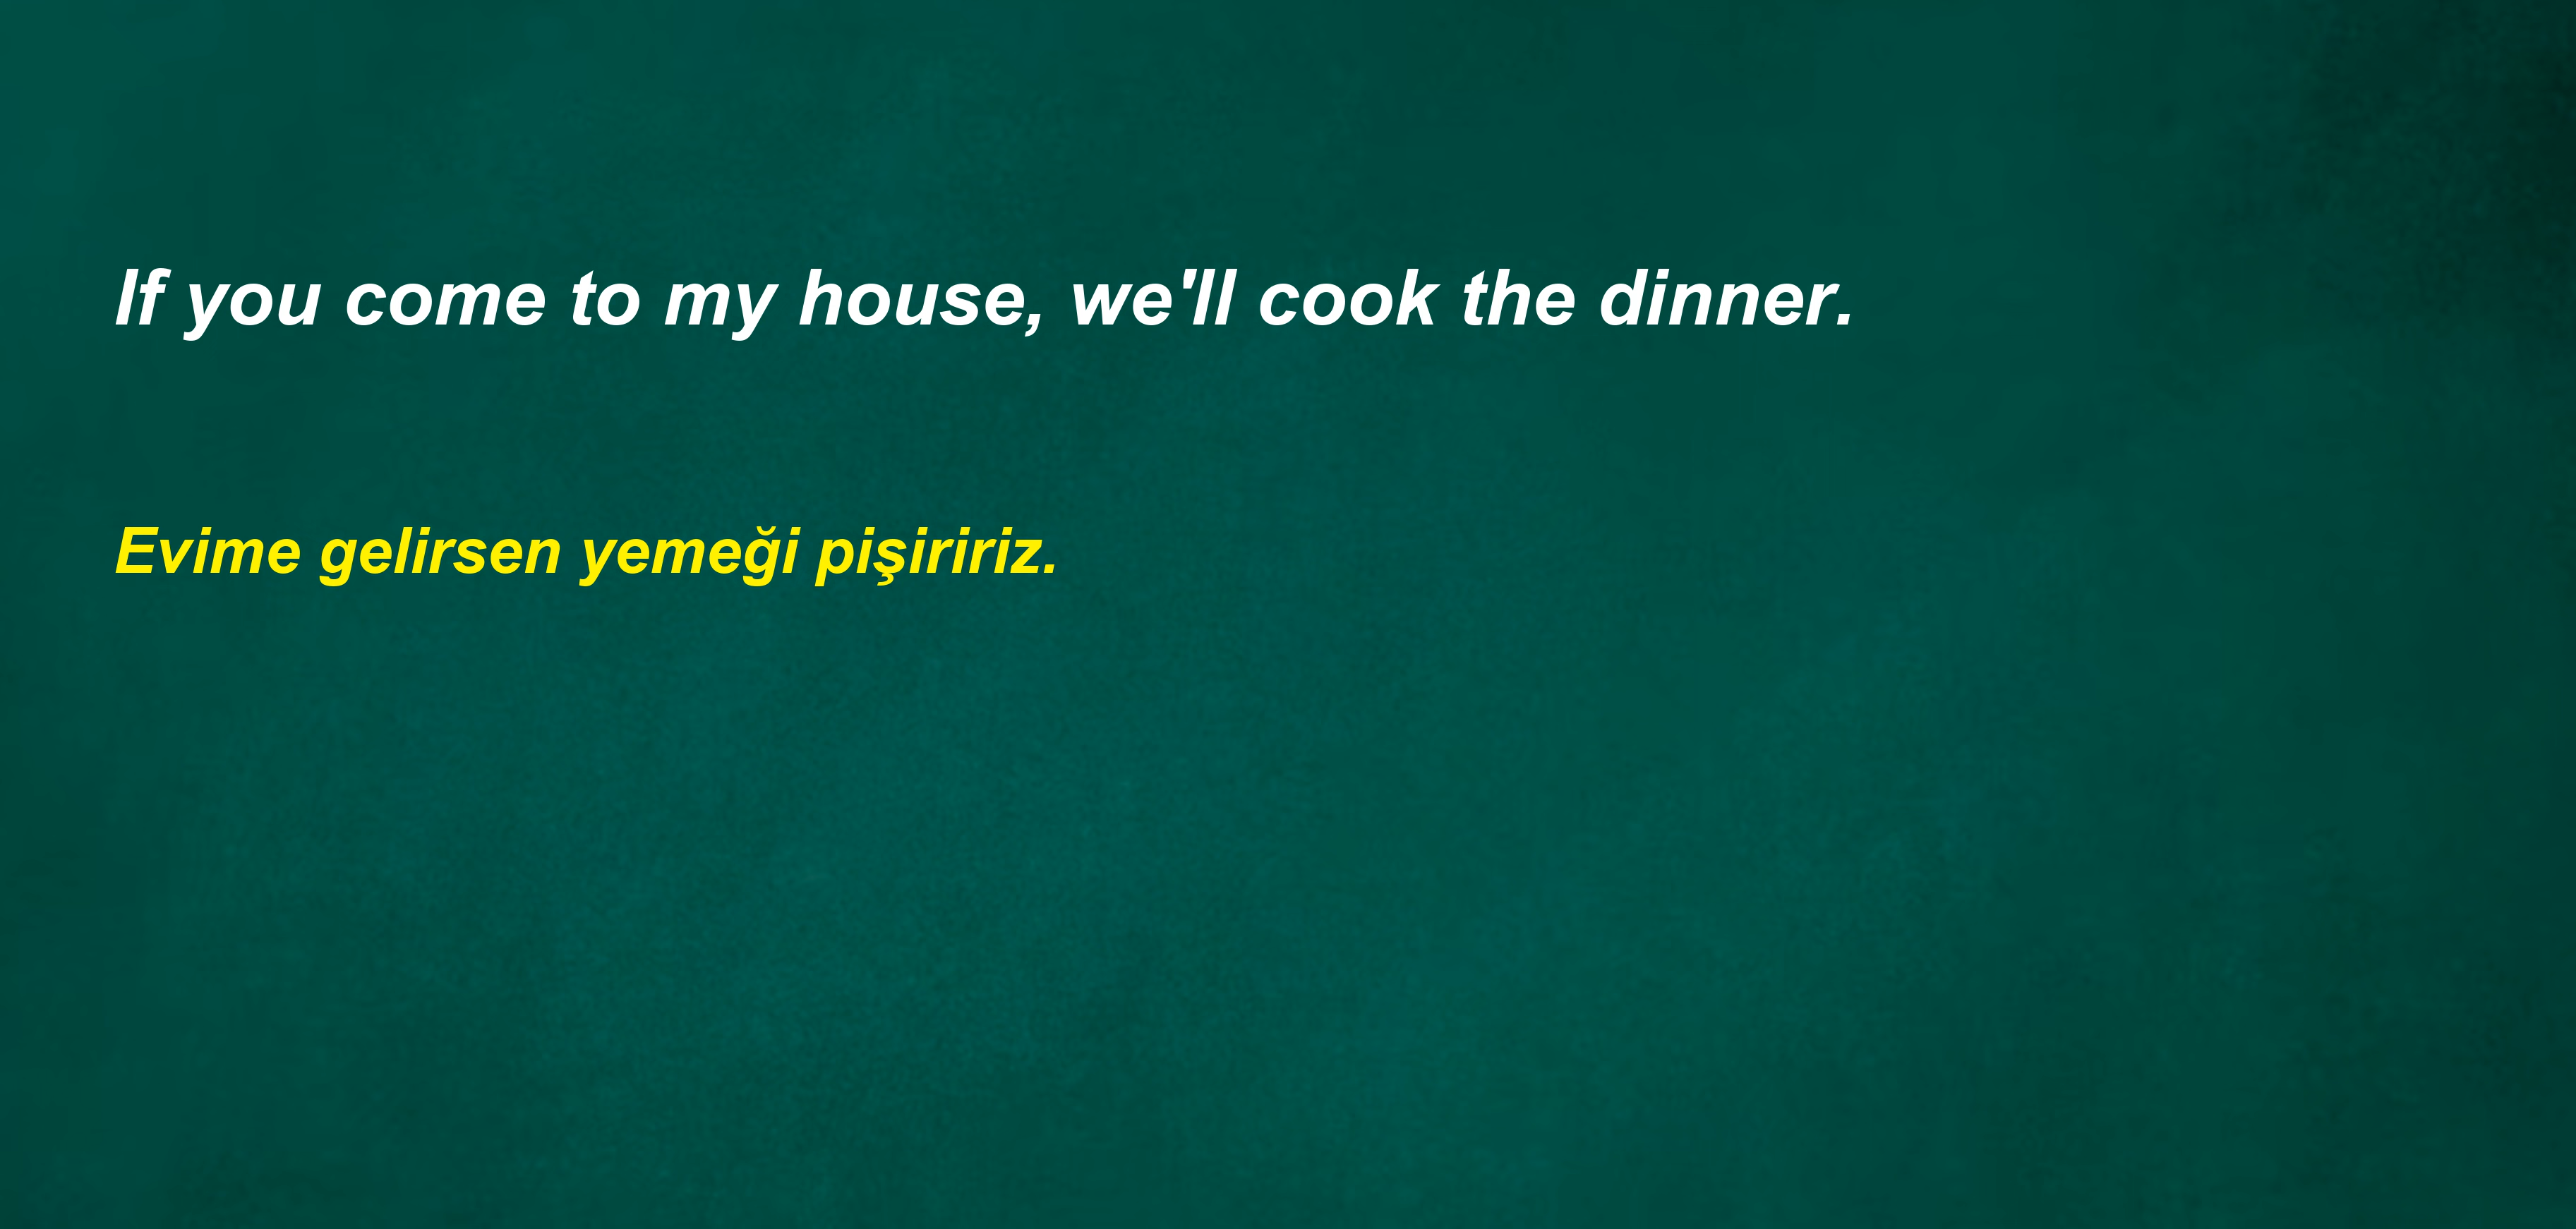 If you come to my house, we'll cook the dinner.
Evime gelirsen yemeği pişiririz.